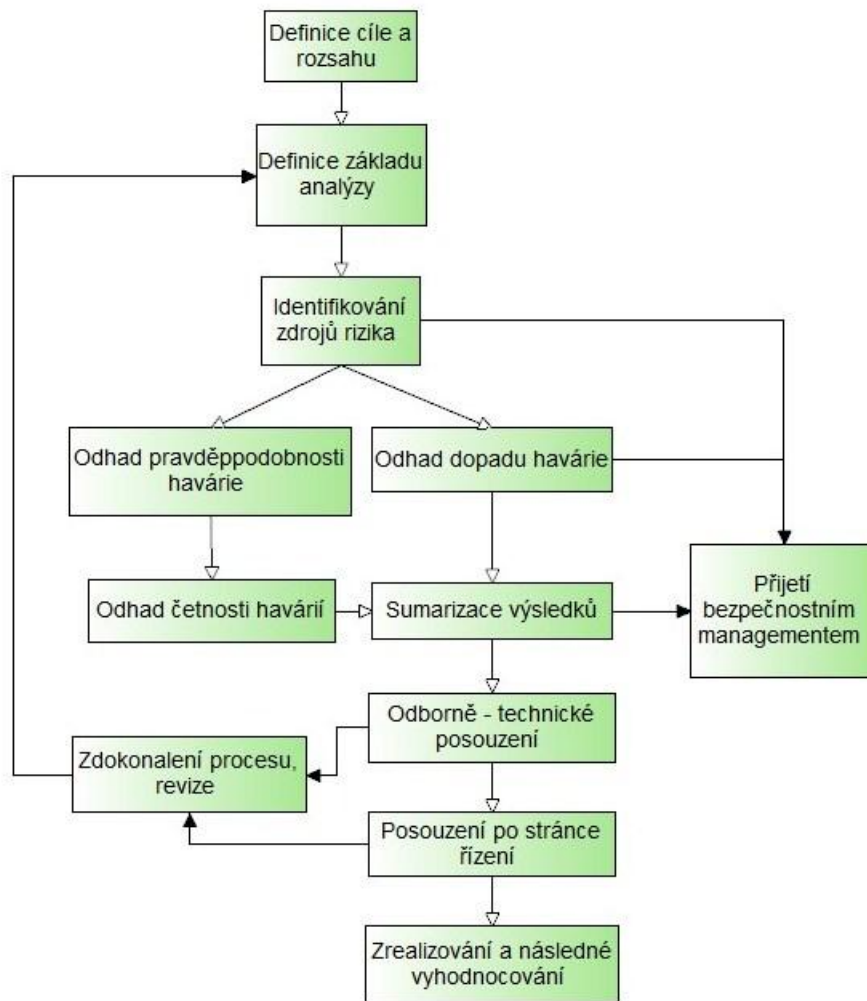 Definice cíle a
rozsahu
Definice základu
analýzy
Identifikování
zdrojů rizika
Odhad pravděppodobnosti
havárie
Odhad dopadu havárie
Odhad četnosti havárií
Sumarizace výsledků
Přijetí
bezpečnostním
managementem
Odborně - technické
posouzení
Zdokonalení procesu,
revize
Posouzení po stránce
řízení
Zrealizování a následné
vyhodnocování